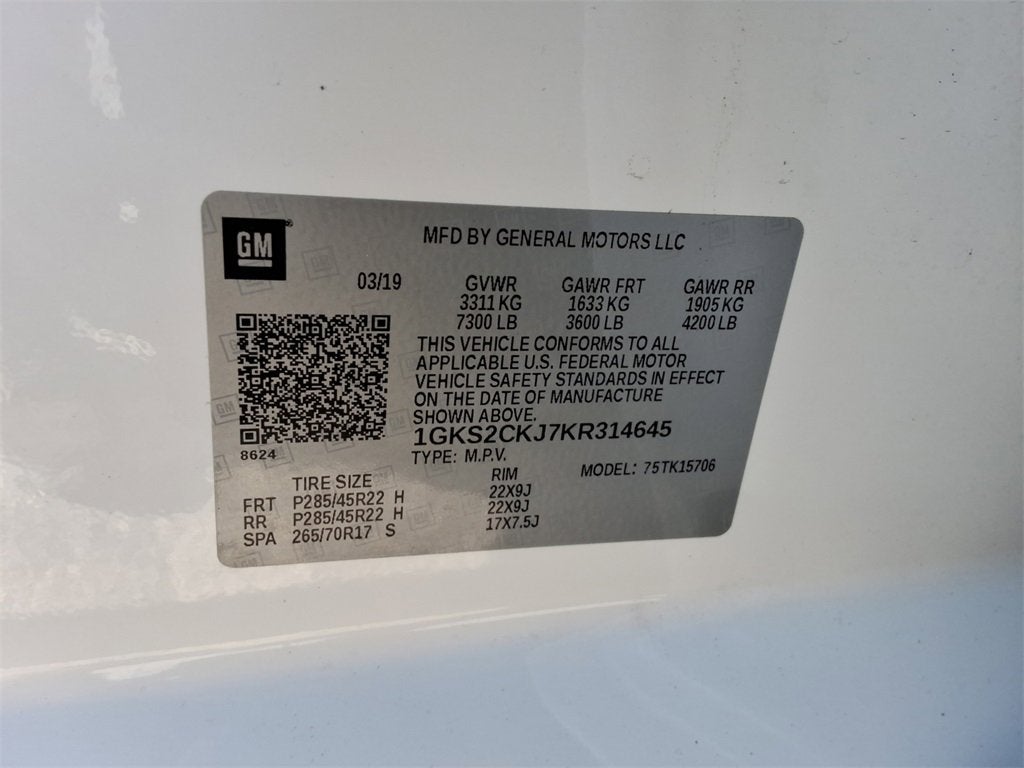 GM
MFD BY GENERAL MOTORS LLC
03/19 GVWR GAWR FRT GAWR RR
3311 KG 1633 KG 1905 KG
7300 LB 3600 LB 4200 LB
THIS VEHICLE CONFORMS TO ALL
APPLICABLE U.S. FEDERAL MOTOR
VEHICLE SAFETY STANDARDS IN EFFECT
ON THE DATE OF MANUFACTURE
SHOWN ABOVE.
1GKS2CKJ7KR314645
8624
TYPE: M.P.V. MODEL: 75TK15706
TIRE SIZE RIM
FRT P285/45R22 H 22X9J
RR P285/45R22 H 22X9J
SPA 265/70R17 S 17X7.5J